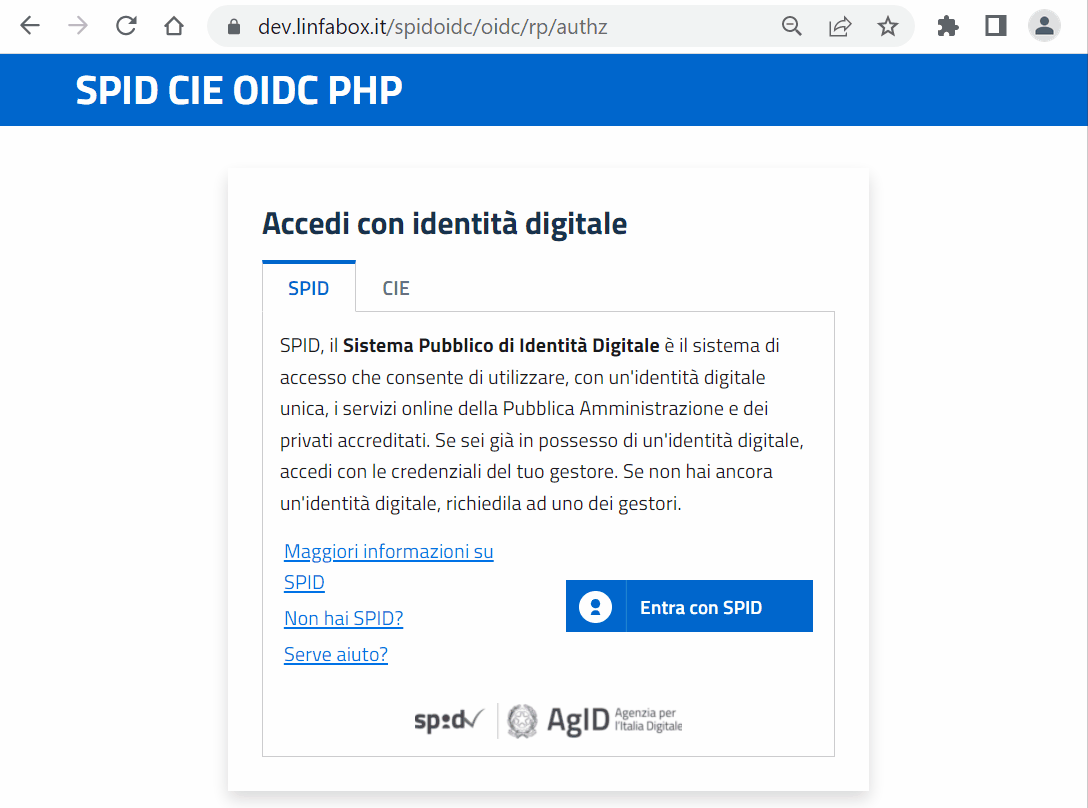 dev.linfabox.it/spidoidc/oidc/rp/authz
SPID CIE OIDC PHP
Accedi con identità digitale
SPID
CIE
SPID, il Sistema Pubblico di Identità Digitale è il sistema di
accesso che consente di utilizzare, con un'identità digitale
unica, i servizi online della Pubblica Amministrazione e dei
privati accreditati. Se sei già in possesso di un'identità digitale,
accedi con le credenziali del tuo gestore. Se non hai ancora
un'identità digitale, richiedila ad uno dei gestori.
Maggiori informazioni su
SPID
Non hai SPID?
Serve aiuto?
Entra con SPID
spid
AgID
Agenzia per
l'Italia Digitale